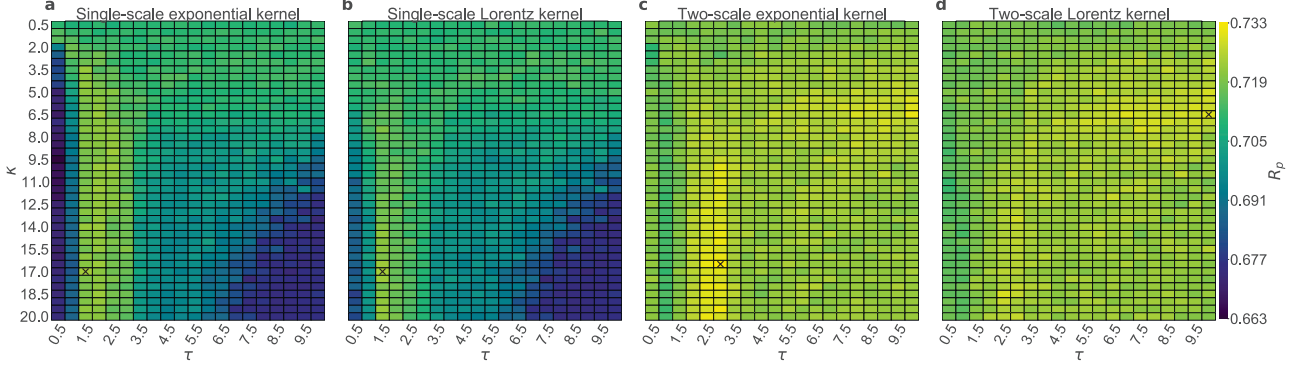 a Single-scale exponential kernel
b Single-scale Lorentz kernel
c Two-scale exponential kernel
d Two-scale Lorentz kernel
κ
0.5
2.0
3.5
5.0
6.5
8.0
9.5
11.0
12.5
14.0
15.5
17.0
18.5
20.0
0.5 1.5 2.5 3.5 4.5 5.5 6.5 7.5 8.5 9.5
τ
0.5 1.5 2.5 3.5 4.5 5.5 6.5 7.5 8.5 9.5
τ
0.5 1.5 2.5 3.5 4.5 5.5 6.5 7.5 8.5 9.5
τ
0.5 1.5 2.5 3.5 4.5 5.5 6.5 7.5 8.5 9.5
τ
0.733
0.719
0.705
0.691
0.677
0.663
Rₚ